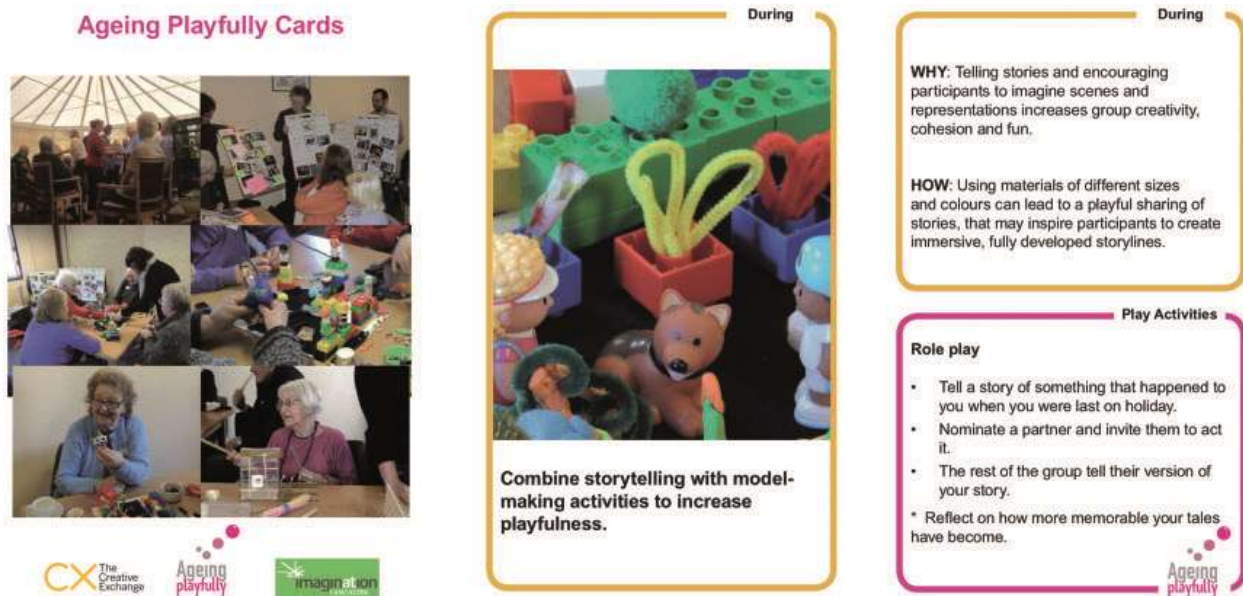 Ageing Playfully Cards
CX The
Creative
Exchange
Ageing
playfully
imagination
LANCASTER
During
Combine storytelling with model-
making activities to increase
playfulness.
During
WHY: Telling stories and encouraging
participants to imagine scenes and
representations increases group creativity,
cohesion and fun.
HOW: Using materials of different sizes
and colours can lead to a playful sharing of
stories, that may inspire participants to create
immersive, fully developed storylines.
Play Activities
Role play
• Tell a story of something that happened to
you when you were last on holiday.
• Nominate a partner and invite them to act
it.
• The rest of the group tell their version of
your story.
* Reflect on how more memorable your tales
have become.
Ageing
playfully